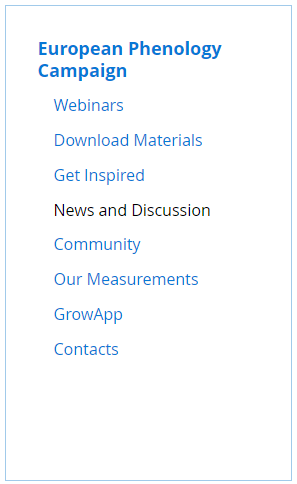 European Phenology
Campaign
Webinars
Download Materials
Get Inspired
News and Discussion
Community
Our Measurements
GrowApp
Contacts